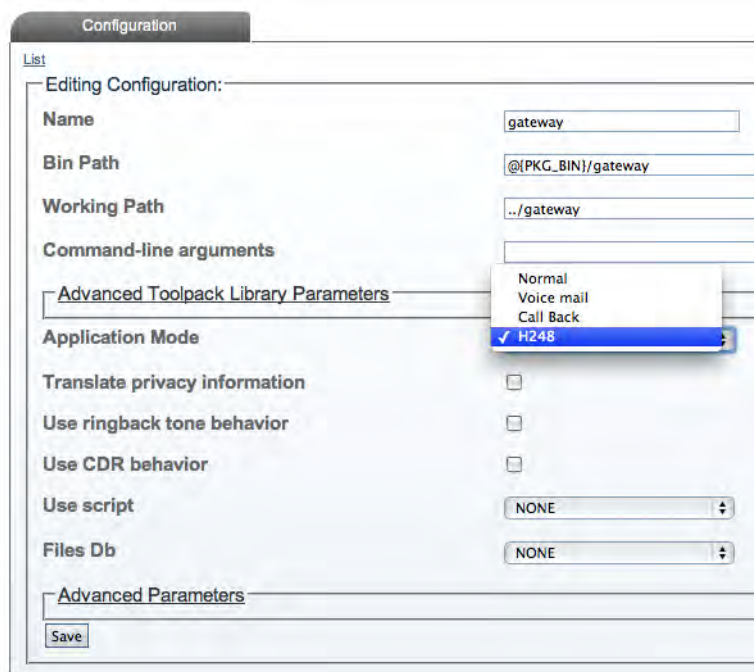 Configuration
List
Editing Configuration:
Name
gateway
Bin Path
@{PKG_BIN}/gateway
Working Path
../gateway
Command-line arguments
Normal
Voice mail
Call Back
✓ H248
Advanced Toolpack Library Parameters
Application Mode
Translate privacy information
Use ringback tone behavior
Use CDR behavior
Use script
NONE
Files Db
NONE
Advanced Parameters
Save